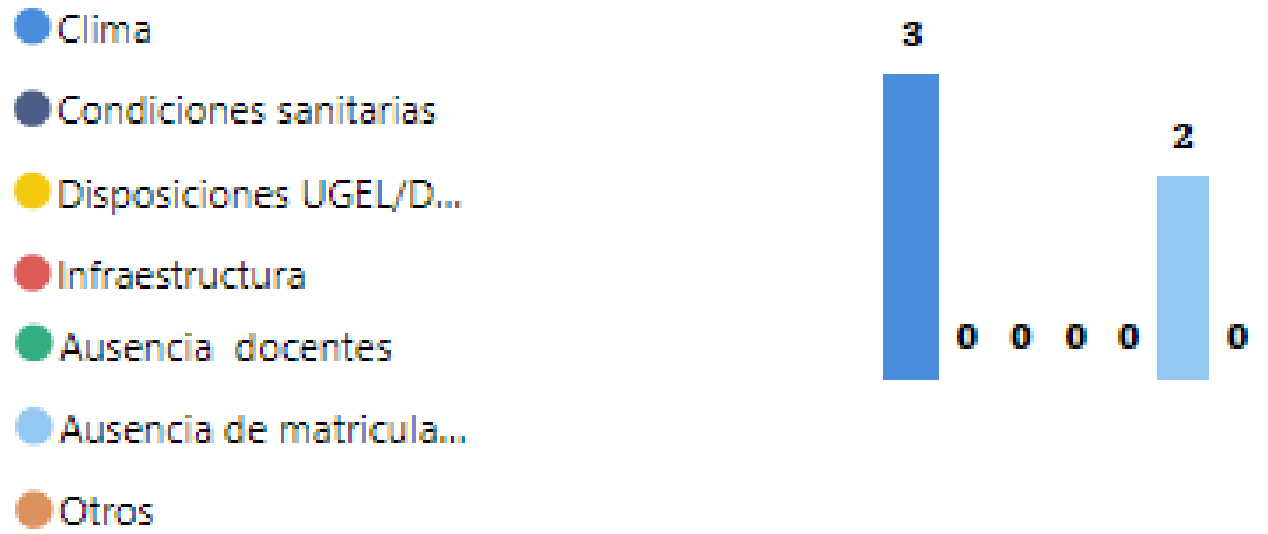 Clima
Condiciones sanitarias
Disposiciones UGEL/D...
Infraestructura
Ausencia  docentes
Ausencia de matricula...
Otros
3
2
0 0 0 0 0